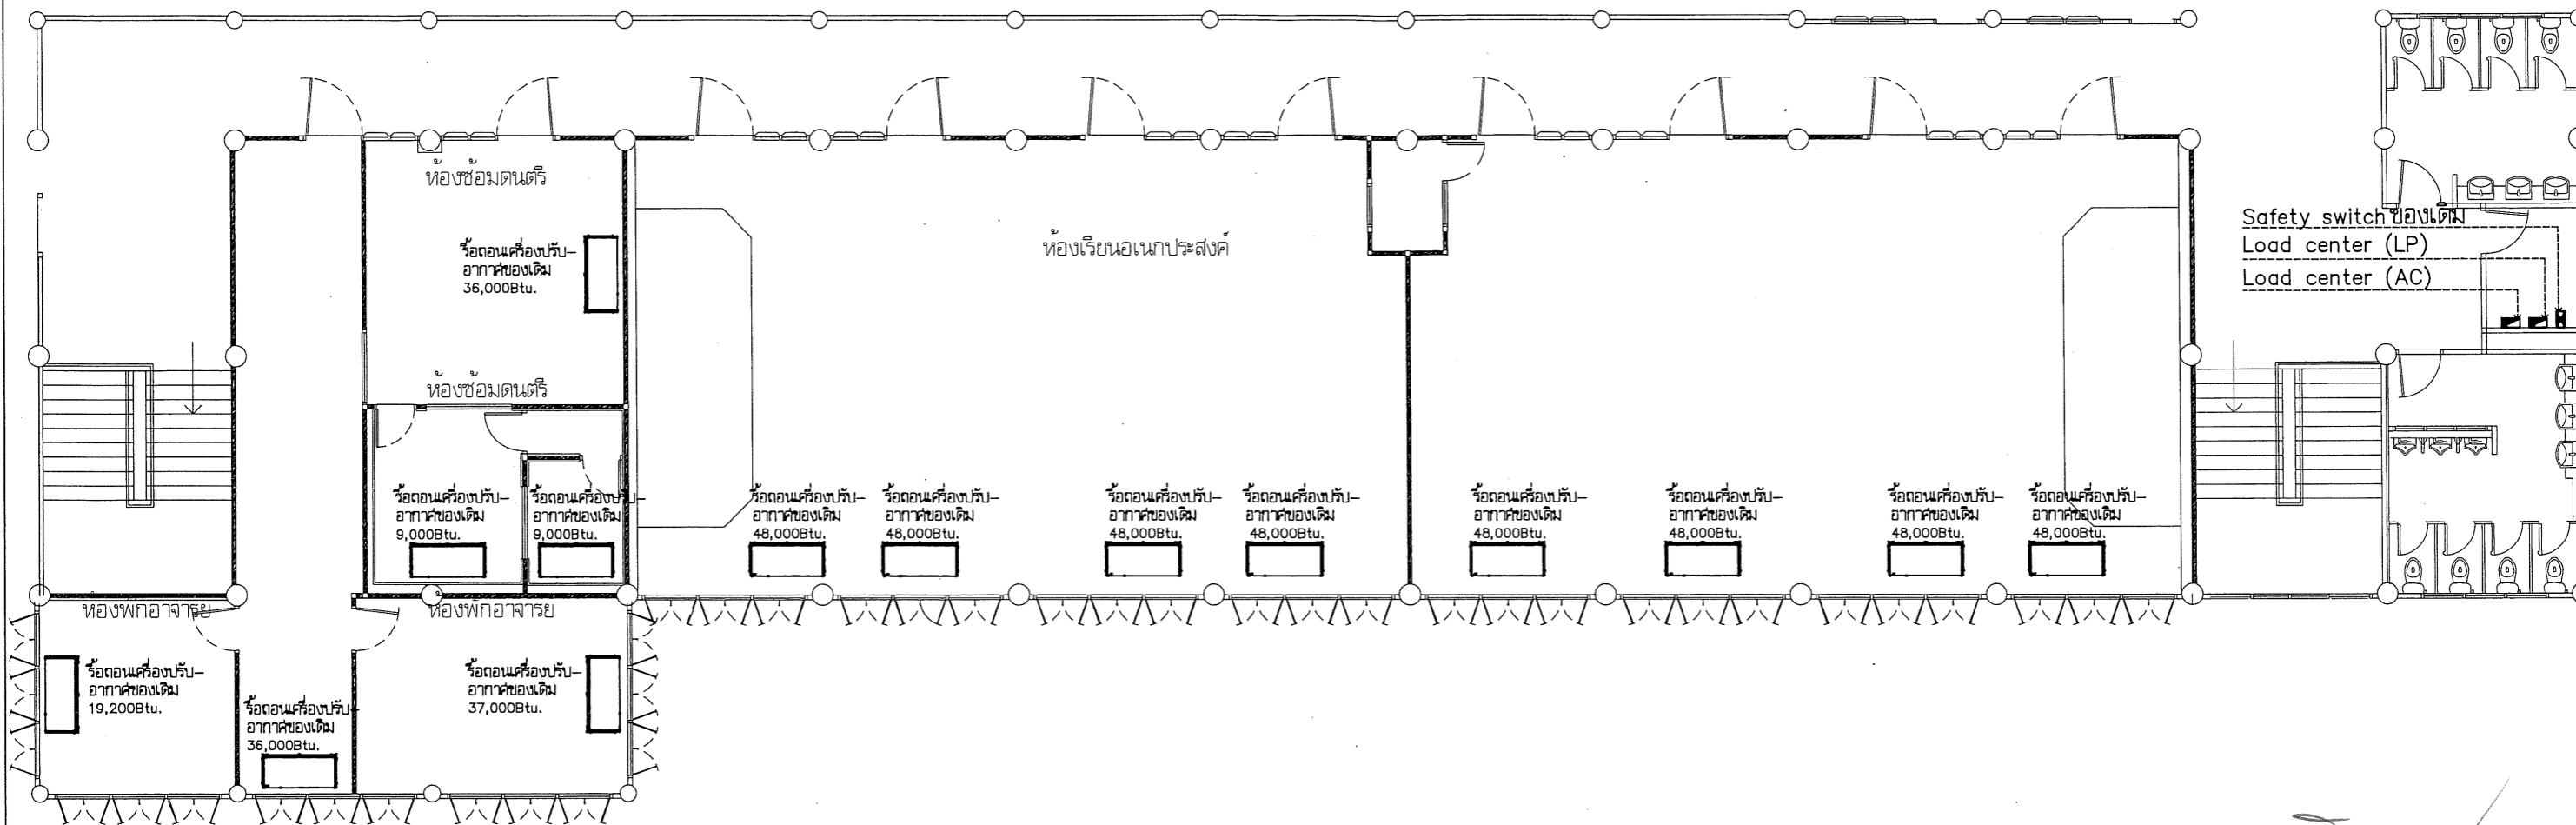 ห้องซ้อมดนตรี
รื้อถอนเครื่องปรับ-
อากาศของเดิม
36,000Btu.
ห้องเรียนอเนกประสงค์
Safety switch ของเดิม
Load center (LP)
Load center (AC)
ห้องซ้อมดนตรี
รื้อถอนเครื่องปรับ-
อากาศของเดิม
9,000Btu.
รื้อถอนเครื่องปรับ-
อากาศของเดิม
9,000Btu.
รื้อถอนเครื่องปรับ-
อากาศของเดิม
48,000Btu.
รื้อถอนเครื่องปรับ-
อากาศของเดิม
48,000Btu.
รื้อถอนเครื่องปรับ-
อากาศของเดิม
48,000Btu.
รื้อถอนเครื่องปรับ-
อากาศของเดิม
48,000Btu.
รื้อถอนเครื่องปรับ-
อากาศของเดิม
48,000Btu.
รื้อถอนเครื่องปรับ-
อากาศของเดิม
48,000Btu.
รื้อถอนเครื่องปรับ-
อากาศของเดิม
48,000Btu.
รื้อถอนเครื่องปรับ-
อากาศของเดิม
48,000Btu.
ห้องพักอาจารย์
ห้องพักอาจารย์
รื้อถอนเครื่องปรับ-
อากาศของเดิม
19,200Btu.
รื้อถอนเครื่องปรับ-
อากาศของเดิม
36,000Btu.
รื้อถอนเครื่องปรับ-
อากาศของเดิม
37,000Btu.